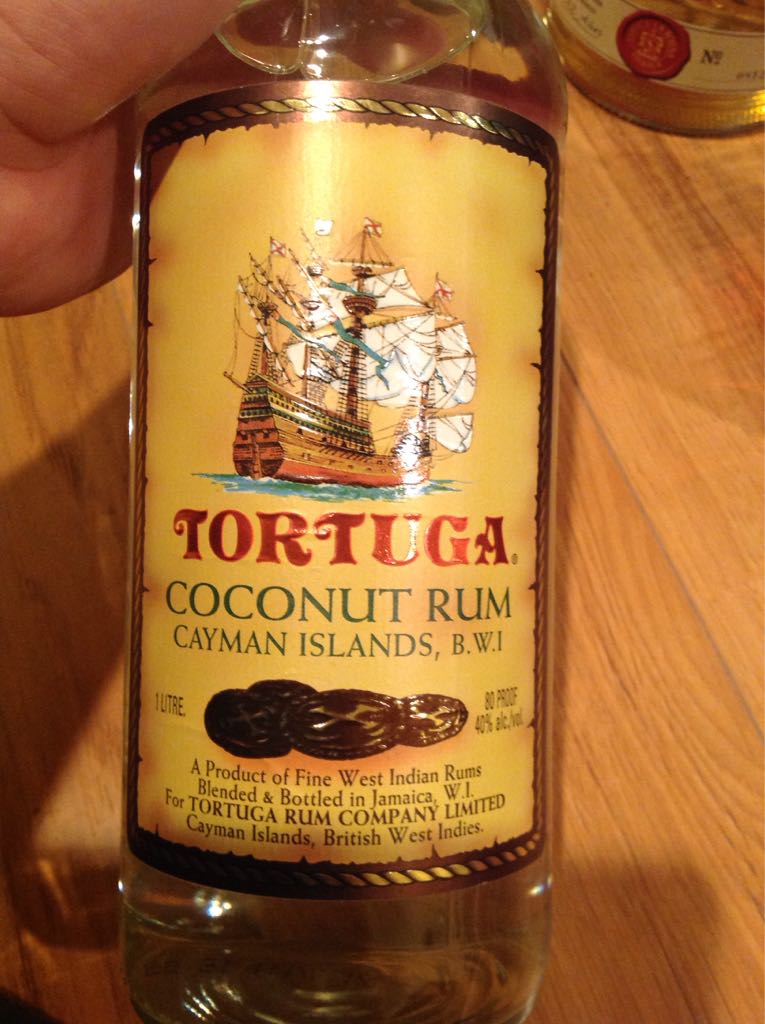 Nº
TORTUGA®
COCONUT RUM
CAYMAN ISLANDS, B.W.I
1 LITRE.
80 PROOF
40% alc./vol.
A Product of Fine West Indian Rums
Blended & Bottled in Jamaica, W.I.
For TORTUGA RUM COMPANY LIMITED
Cayman Islands, British West Indies.